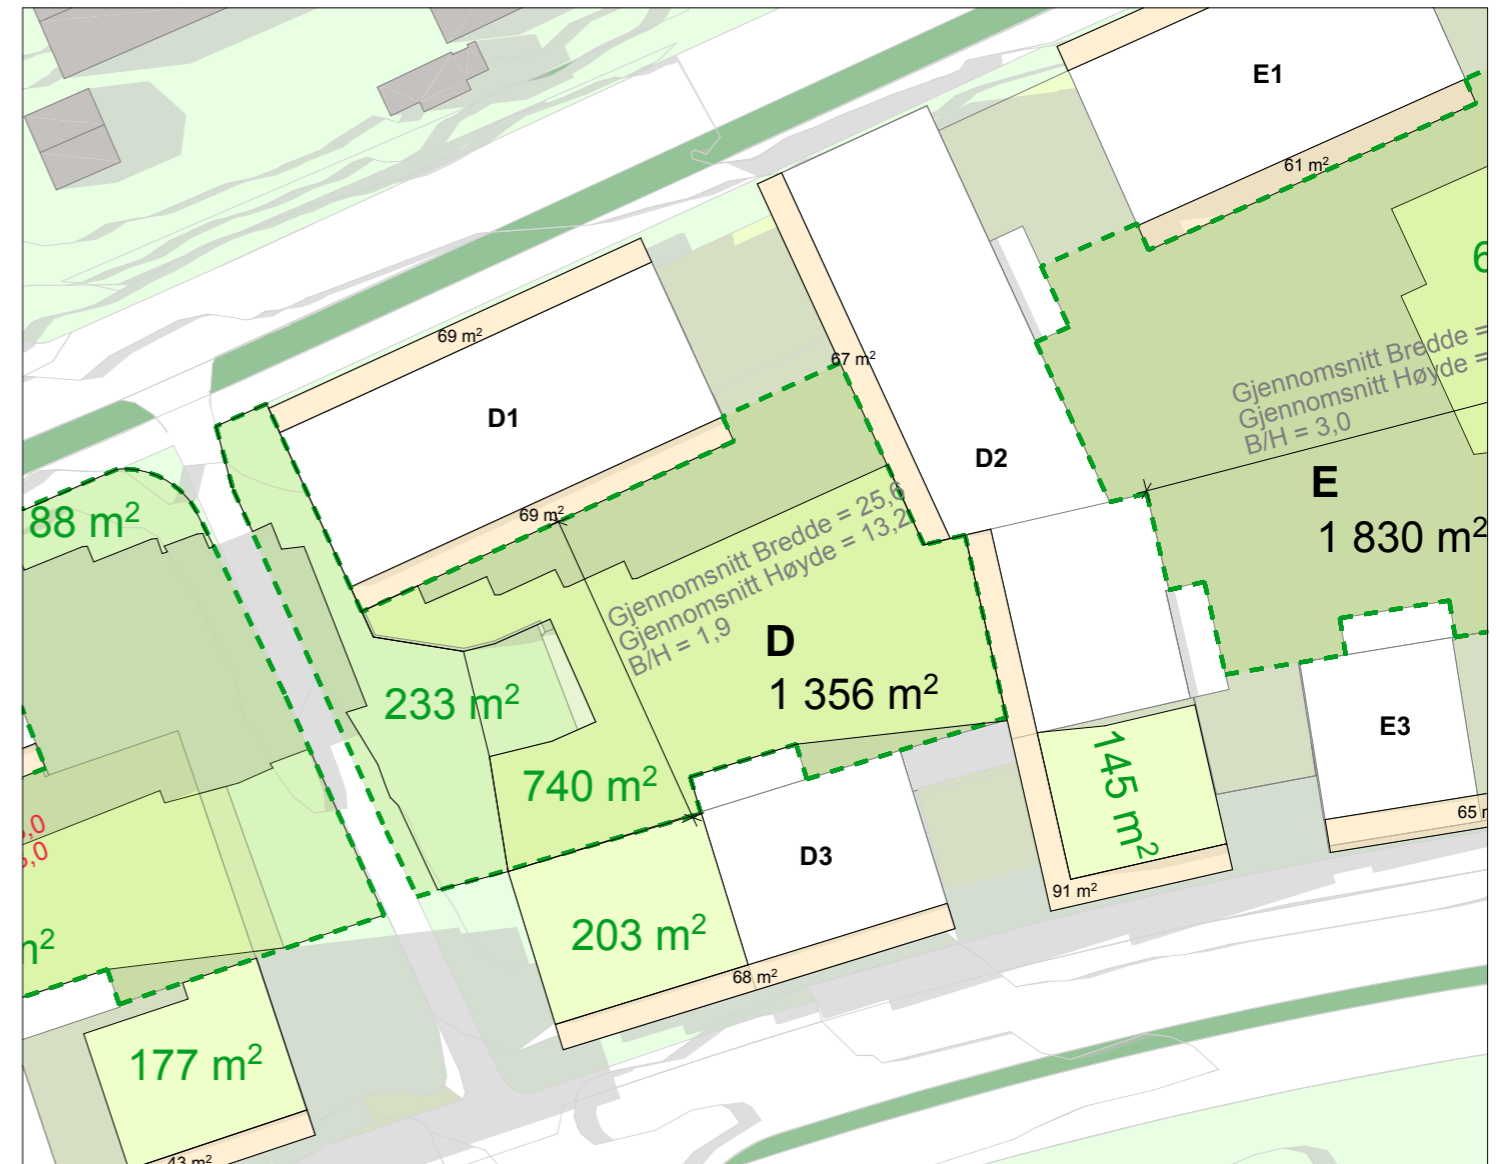 E1
61 m²
69 m²
67 m²
D1
Gjennomsnitt Bredde =
Gjennomsnitt Høyde =
B/H = 3,0
D2
E
1 830 m²
88 m²
69 m²
Gjennomsnitt Bredde = 25,6
Gjennomsnitt Høyde = 13,2
B/H = 1,9
D
1 356 m²
233 m²
740 m²
E3
145 m²
65
D3
91 m²
203 m²
68 m²
177 m²
43 m²